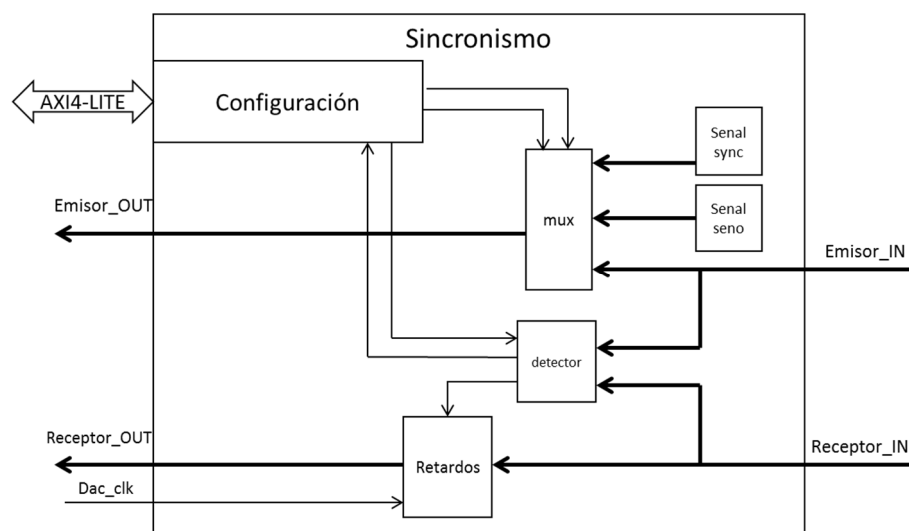 Sincronismo
AXI4-LITE
Configuración
Senal
sync
Senal
seno
mux
Emisor_OUT
Emisor_IN
detector
Receptor_OUT
Receptor_IN
Retardos
Dac_clk